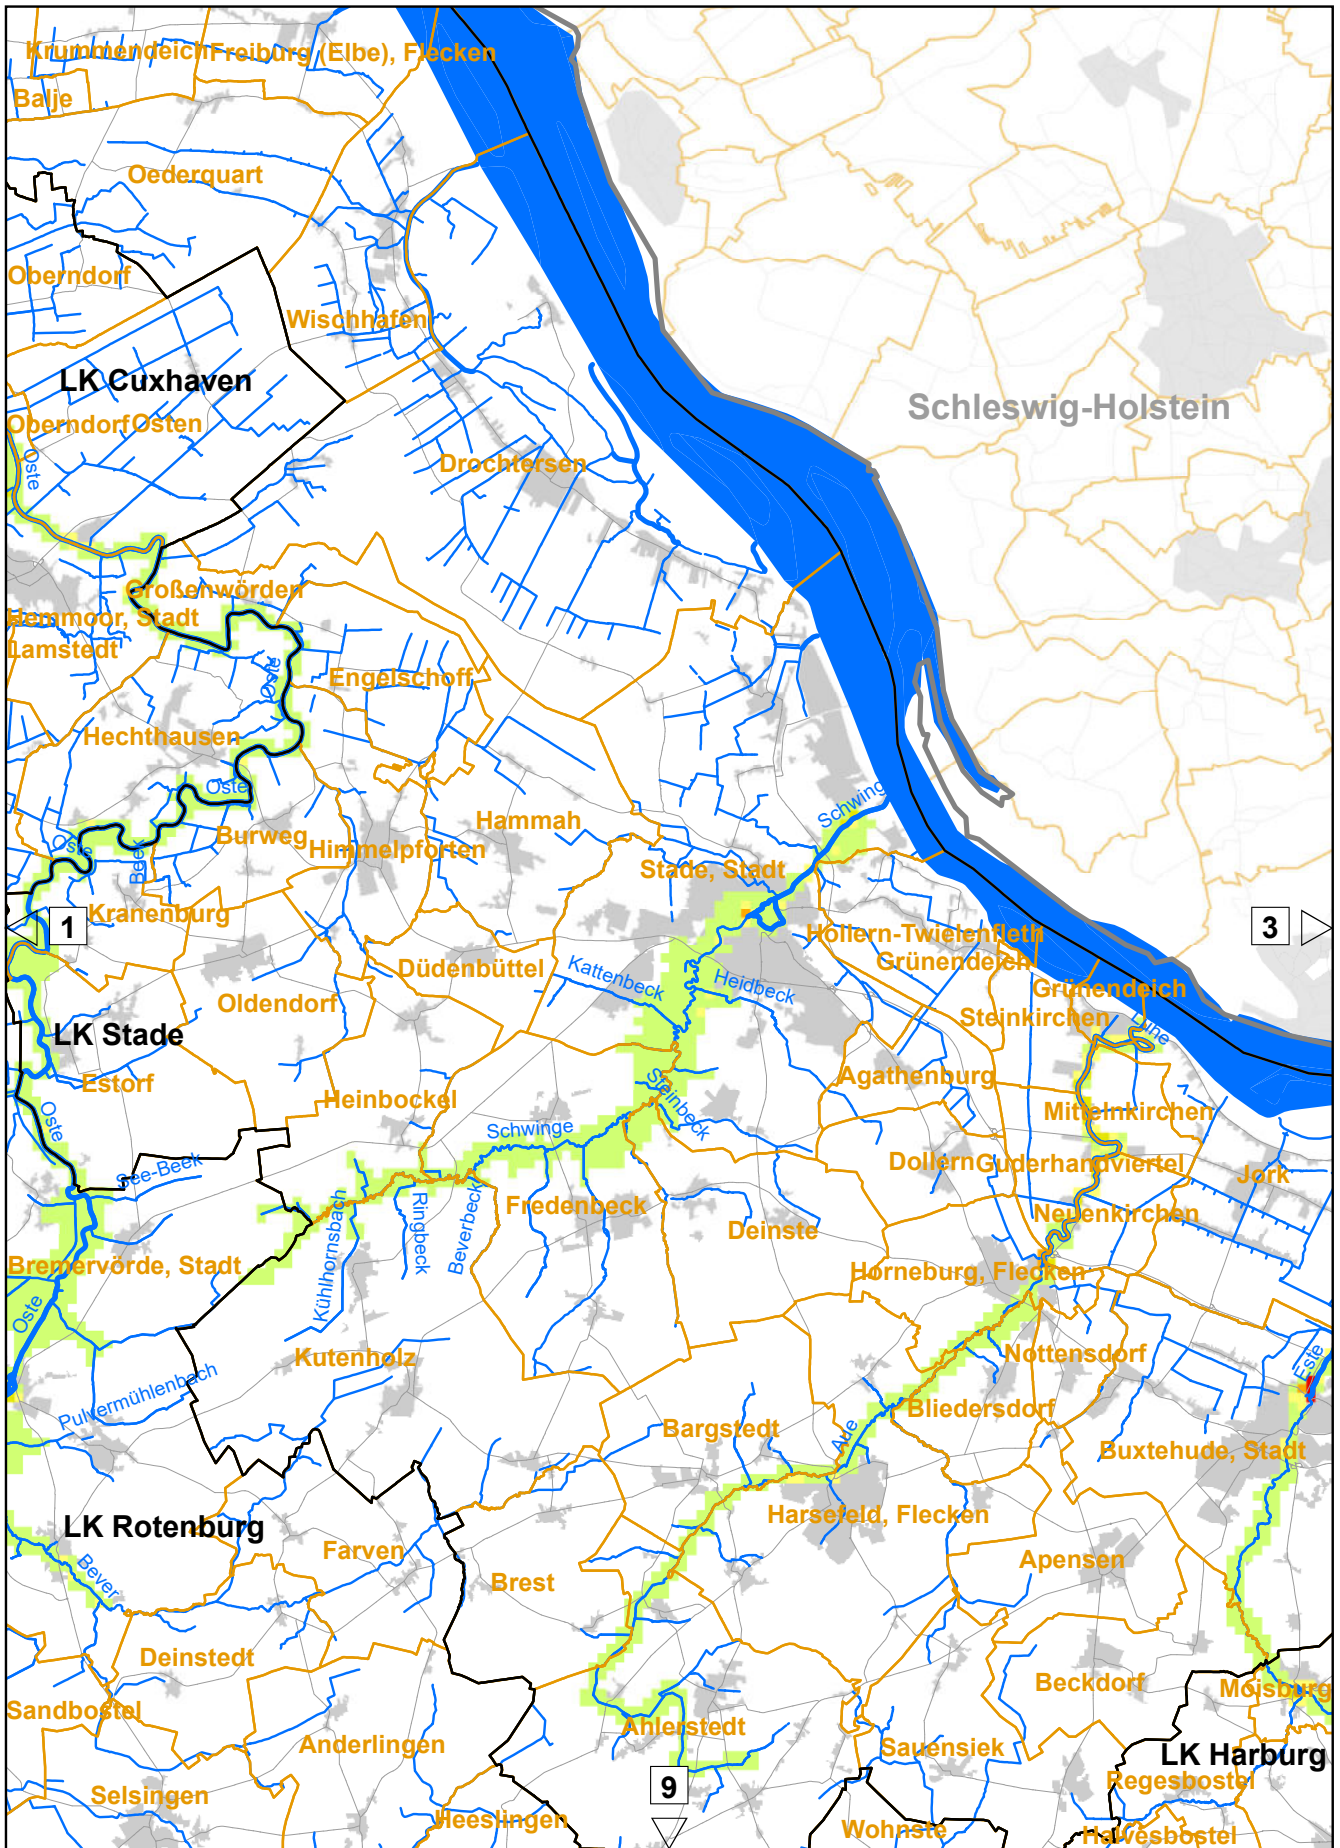 Krummendeich
Freiburg (Elbe), Flecken
Balje
Oederquart
Oberndorf
Wischhafen
LK Cuxhaven
Schleswig-Holstein
Oberndorf
Osten
Oste
Drochtersen
Großenwörden
Hemmoor, Stadt
Lamstedt
Oste
Engelschoff
Hechthausen
Oste
Schwinge
Hammah
Burweg
Himmelpforten
Oste
Beek
Stade, Stadt
Kranenburg
1
3
Hollern-Twielenfleth
Grünendeich
Düdenbüttel
Kattenbeck
Heidbeck
Grünendeich
Oldendorf
Steinkirchen
Lühe
LK Stade
Estorf
Agathenburg
Heinbockel
Steinbeck
Mittelnkirchen
Oste
Schwinge
See-Beek
Dollern
Guderhandviertel
Jork
Kühlhornsbach
Ringbeck
Beverbeck
Fredenbeck
Deinste
Neuenkirchen
Bremervörde, Stadt
Horneburg, Flecken
Oste
Kutenholz
Nottensdorf
Este
Pulvermühlenbach
Bliedersdorf
Bargstedt
Aue
Buxtehude, Stadt
LK Rotenburg
Harsefeld, Flecken
Farven
Apensen
Bever
Brest
Deinstedt
Beckdorf
Moisburg
Sandbostel
Ahlerstedt
Anderlingen
Sauensiek
LK Harburg
Regesbostel
Selsingen
9
Heeslingen
Wohnste
Halvesbostel